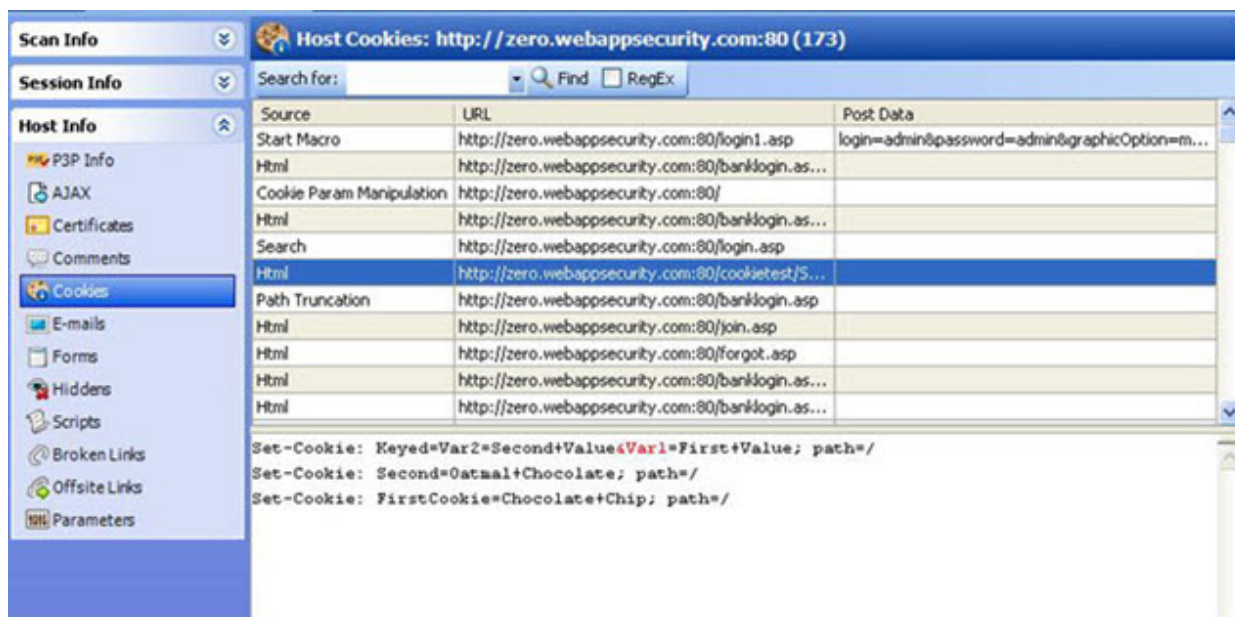 Scan Info
Session Info
Host Info
P3P Info
AJAX
Certificates
Comments
Cookies
E-mails
Forms
Hiddens
Scripts
Broken Links
Offsite Links
Parameters
Host Cookies: http://zero.webappsecurity.com:80 (173)
Search for: Find RegEx
Source URL Post Data
Start Macro http://zero.webappsecurity.com:80/login1.asp login=admin&password=admin&graphicOption=m...
Html http://zero.webappsecurity.com:80/banklogin.as...
Cookie Param Manipulation http://zero.webappsecurity.com:80/
Html http://zero.webappsecurity.com:80/banklogin.as...
Search http://zero.webappsecurity.com:80/login.asp
Html http://zero.webappsecurity.com:80/cookietest/S...
Path Truncation http://zero.webappsecurity.com:80/banklogin.asp
Html http://zero.webappsecurity.com:80/join.asp
Html http://zero.webappsecurity.com:80/forgot.asp
Html http://zero.webappsecurity.com:80/banklogin.as...
Html http://zero.webappsecurity.com:80/banklogin.as...
Set-Cookie: Keyed=Var2=Second+Value&Var1=First+Value; path=/
Set-Cookie: Second=Oatmal+Chocolate; path=/
Set-Cookie: FirstCookie=Chocolate+Chip; path=/